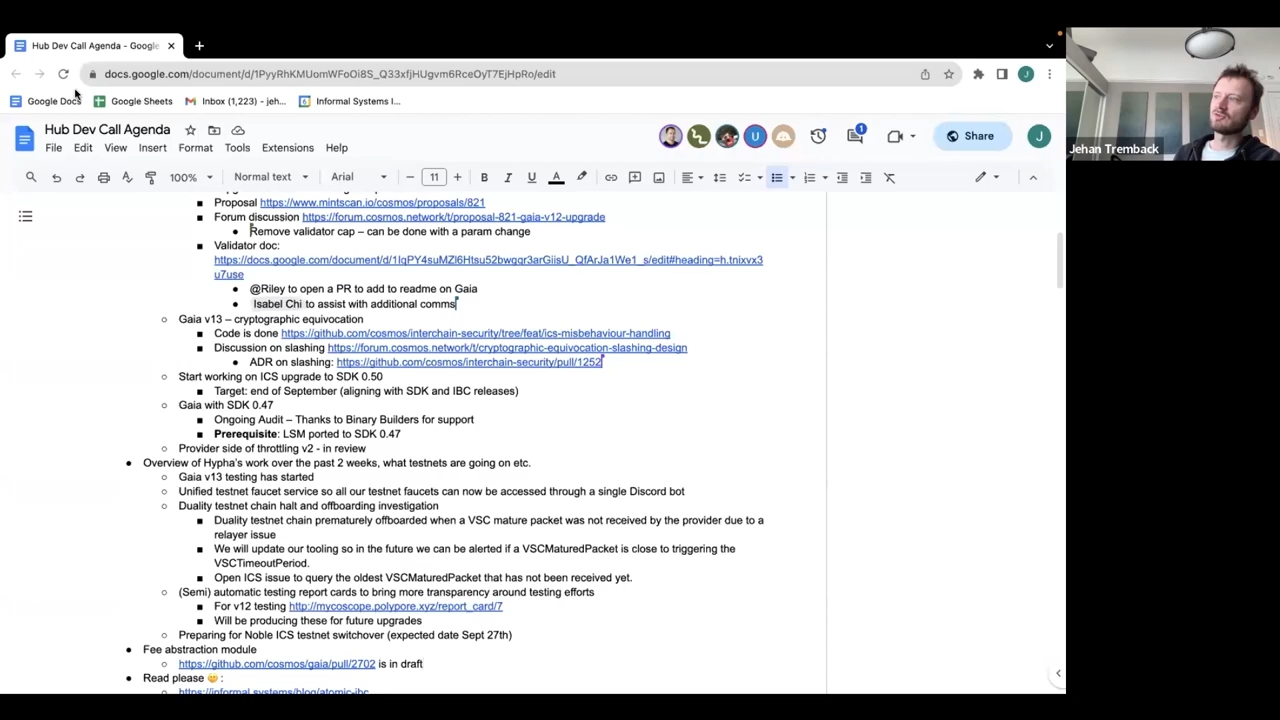 Hub Dev Call Agenda - Google
docs.google.com/document/d/1PyyRhKMUomWFoOi8S_Q33xfjHUgvm6RceOyT7EjHpRo/edit
Google Docs
Google Sheets
Inbox (1,223) - jeh...
Informal Systems I...
Hub Dev Call Agenda
File Edit View Insert Format Tools Extensions Help
1
Share
J
100%
Normal text
Arial
11
Proposal https://www.mintscan.io/cosmos/proposals/821
Forum discussion https://forum.cosmos.network/t/proposal-821-gaia-v12-upgrade
Remove validator cap – can be done with a param change
Validator doc:
https://docs.google.com/document/d/1IqPY4suMZl6Htsu52bwgqr3arGiisU_QfArJa1We1_s/edit#heading=h.tnixvx3
u7use
@Riley to open a PR to add to readme on Gaia
Isabel Chi to assist with additional comms
Gaia v13 – cryptographic equivocation
Code is done https://github.com/cosmos/interchain-security/tree/feat/ics-misbehaviour-handling
Discussion on slashing https://forum.cosmos.network/t/cryptographic-equivocation-slashing-design
ADR on slashing: https://github.com/cosmos/interchain-security/pull/1252
Start working on ICS upgrade to SDK 0.50
Target: end of September (aligning with SDK and IBC releases)
Gaia with SDK 0.47
Ongoing Audit – Thanks to Binary Builders for support
Prerequisite: LSM ported to SDK 0.47
Provider side of throttling v2 - in review
Overview of Hypha's work over the past 2 weeks, what testnets are going on etc.
Gaia v13 testing has started
Unified testnet faucet service so all our testnet faucets can now be accessed through a single Discord bot
Duality testnet chain halt and offboarding investigation
Duality testnet chain prematurely offboarded when a VSC mature packet was not received by the provider due to a
relayer issue
We will update our tooling so in the future we can be alerted if a VSCMaturedPacket is close to triggering the
VSCTimeoutPeriod.
Open ICS issue to query the oldest VSCMaturedPacket that has not been received yet.
(Semi) automatic testing report cards to bring more transparency around testing efforts
For v12 testing http://mycoscope.polypore.xyz/report_card/7
Will be producing these for future upgrades
Preparing for Noble ICS testnet switchover (expected date Sept 27th)
Fee abstraction module
https://github.com/cosmos/gaia/pull/2702 is in draft
Read please 🙂 :
https://informal.systems/blog/atomic-ibc
Jehan Tremback